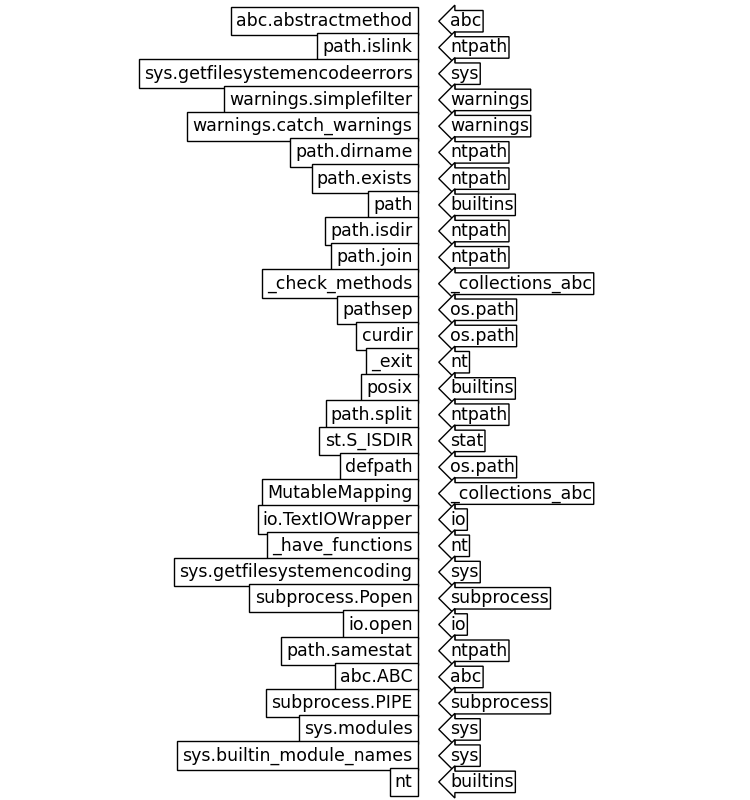 abc.abstractmethod abc
path.islink ntpath
sys.getfilesystemencodeerrors sys
warnings.simplefilter warnings
warnings.catch_warnings warnings
path.dirname ntpath
path.exists ntpath
path builtins
path.isdir ntpath
path.join ntpath
_check_methods _collections_abc
pathsep os.path
curdir os.path
_exit nt
posix builtins
path.split ntpath
st.S_ISDIR stat
defpath os.path
MutableMapping _collections_abc
io.TextIOWrapper io
_have_functions nt
sys.getfilesystemencoding sys
subprocess.Popen subprocess
io.open io
path.samestat ntpath
abc.ABC abc
subprocess.PIPE subprocess
sys.modules sys
sys.builtin_module_names sys
nt builtins